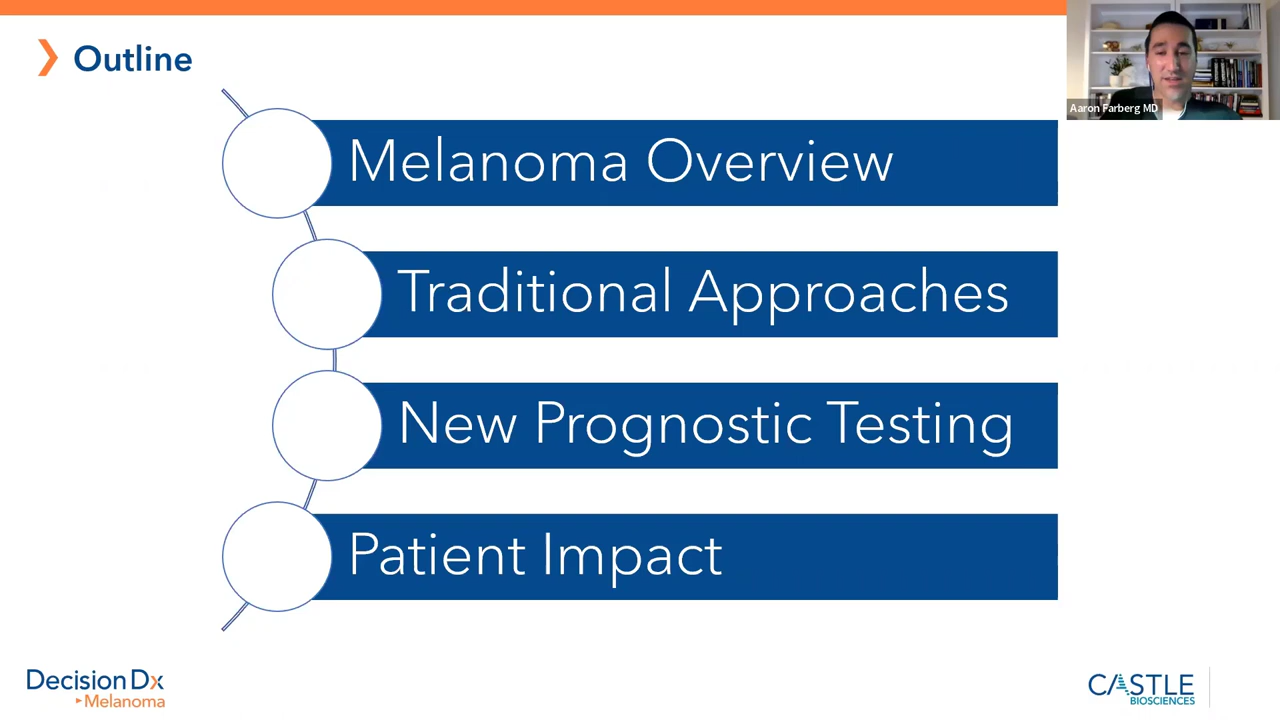 Outline
Aaron Farberg MD
Melanoma Overview
Traditional Approaches
New Prognostic Testing
Patient Impact
DecisionDx
Melanoma
CASTLE
BIOSCIENCES